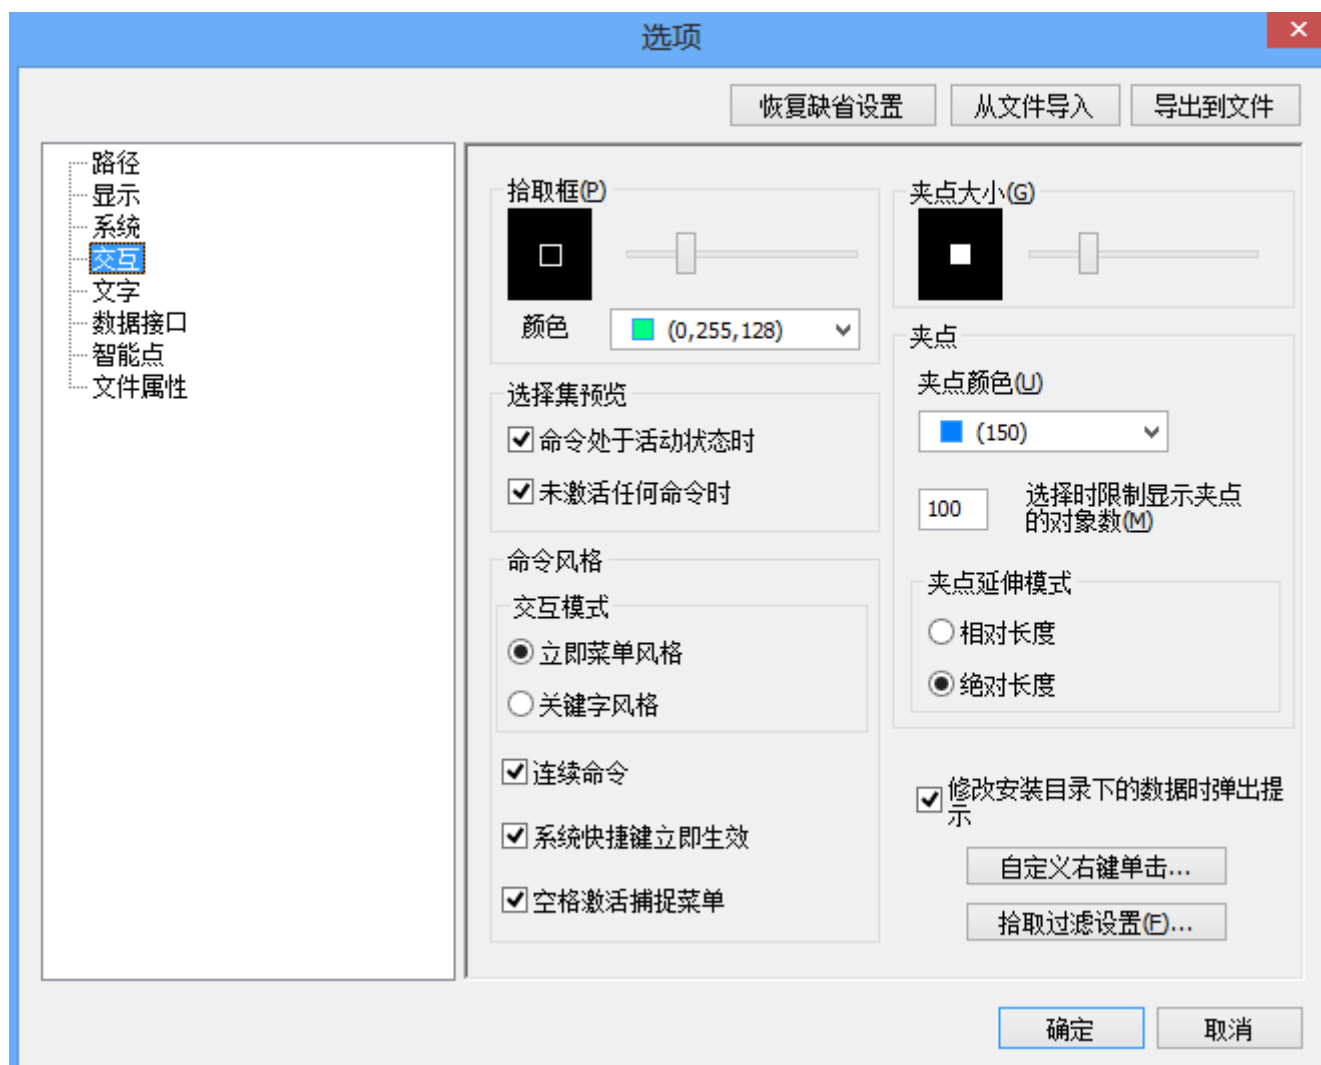 选项
恢复缺省设置
从文件导入
导出到文件
路径
显示
系统
交互
文字
数据接口
智能点
文件属性
拾取框(P)
颜色
(0,255,128)
选择集预览
命令处于活动状态时
未激活任何命令时
命令风格
交互模式
立即菜单风格
关键字风格
连续命令
系统快捷键立即生效
空格激活捕捉菜单
夹点大小(G)
夹点
夹点颜色(U)
(150)
100
选择时限制显示夹点
的对象数(M)
夹点延伸模式
相对长度
绝对长度
修改安装目录下的数据时弹出提
示
自定义右键单击...
拾取过滤设置(F)...
确定
取消